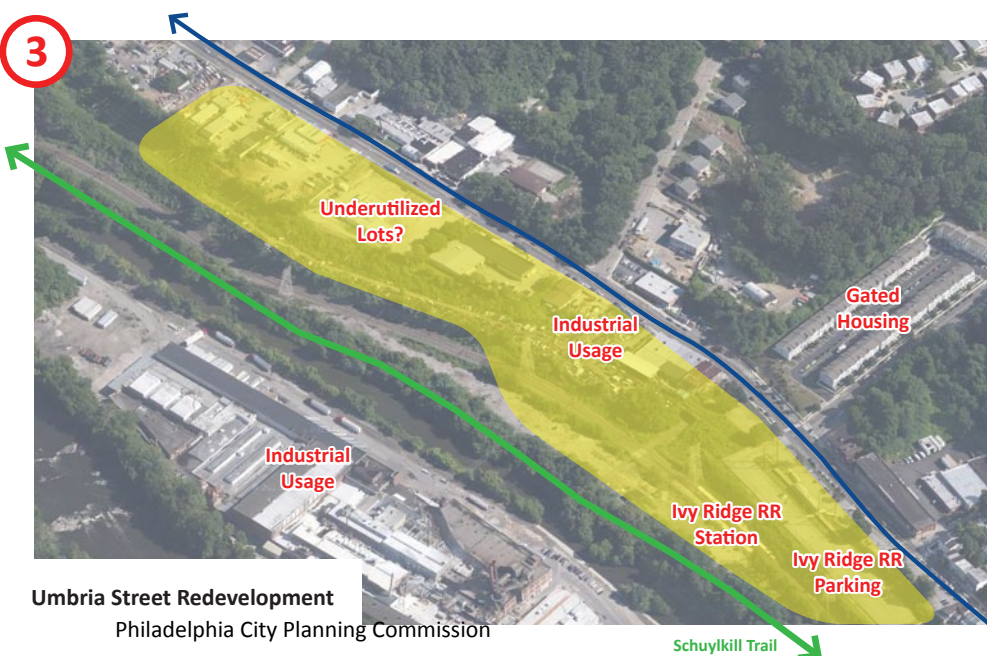 3
Underutilized
Lots?
Gated
Housing
Industrial
Usage
Industrial
Usage
Ivy Ridge RR
Station
Ivy Ridge RR
Parking
Umbria Street Redevelopment
Philadelphia City Planning Commission
Schuylkill Trail